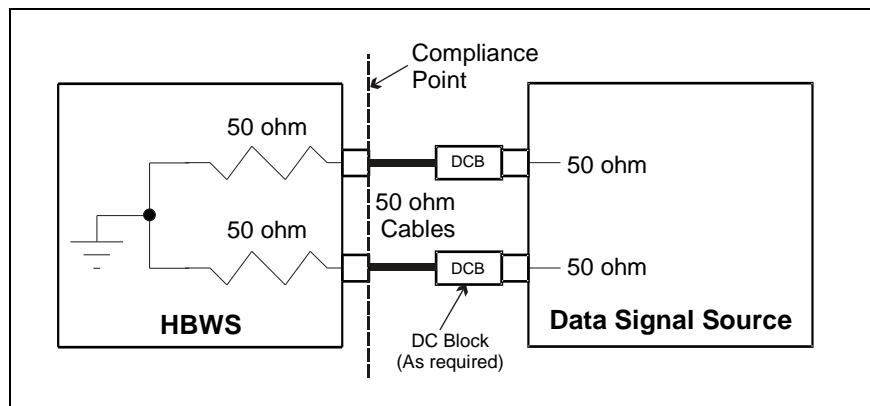 Compliance
Point
50 ohm
DCB
50 ohm
50 ohm
Cables
50 ohm
DCB
50 ohm
HBWS
Data Signal Source
DC Block
(As required)